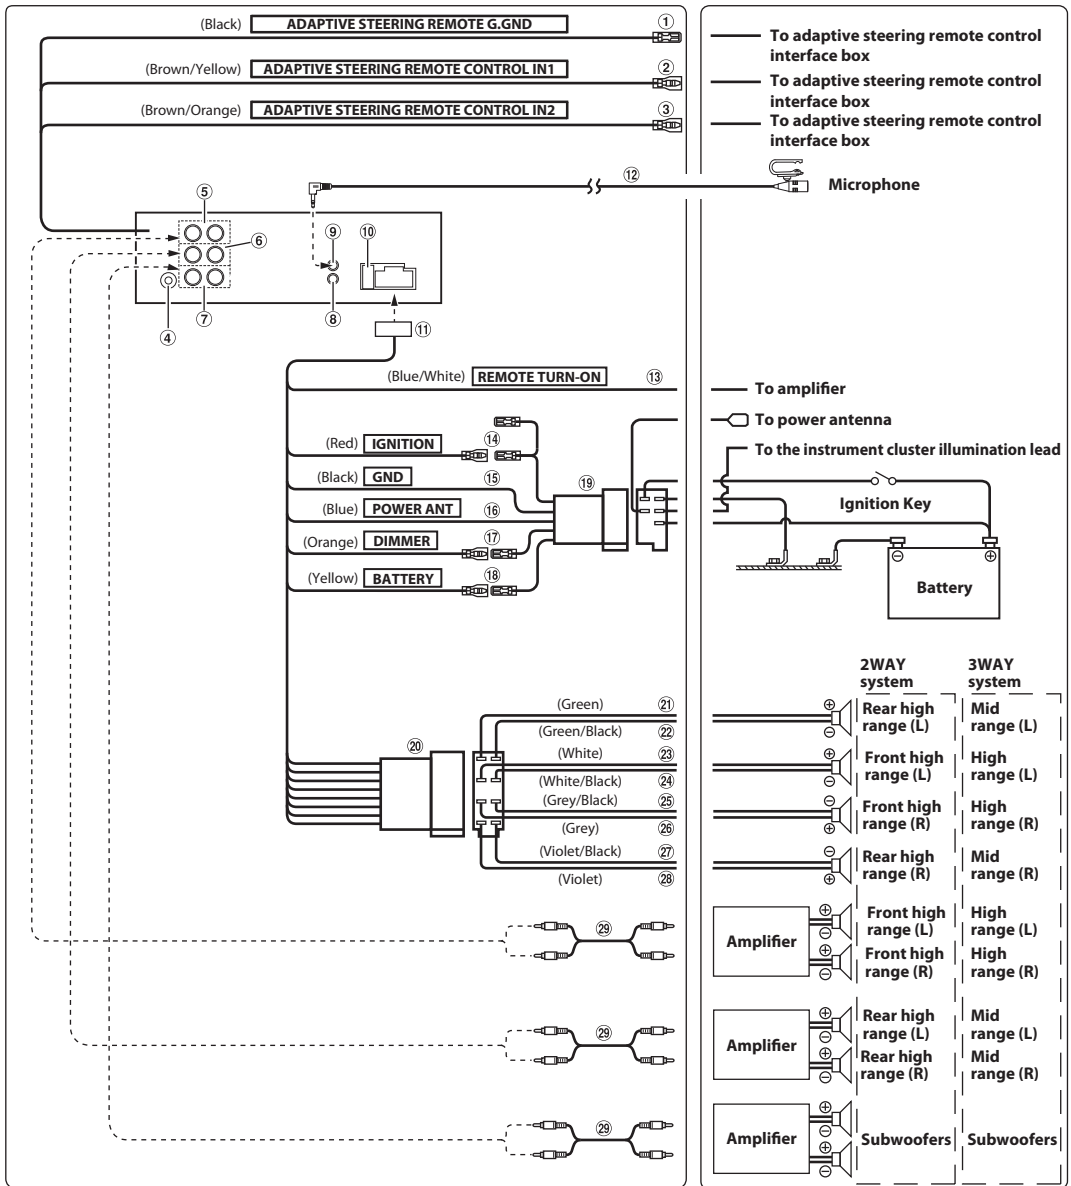 (Black) ADAPTIVE STEERING REMOTE G.GND ①
To adaptive steering remote control
interface box
(Brown/Yellow) ADAPTIVE STEERING REMOTE CONTROL IN1 ②
To adaptive steering remote control
interface box
(Brown/Orange) ADAPTIVE STEERING REMOTE CONTROL IN2 ③
To adaptive steering remote control
interface box
⑫
Microphone
⑤
⑥
⑨ ⑩
④ ⑦ ⑧
⑪
(Blue/White) REMOTE TURN-ON ⑬
To amplifier
To power antenna
(Red) IGNITION ⑭
To the instrument cluster illumination lead
(Black) GND ⑮
⑲
Ignition Key
(Blue) POWER ANT ⑯
(Orange) DIMMER ⑰
⊖ ⊕
(Yellow) BATTERY ⑱
Battery
2WAY
system
3WAY
system
(Green) ㉑
⊕
⊖
Rear high
range (L)
Mid
range (L)
(Green/Black) ㉒
⑳
(White) ㉓
⊕
⊖
Front high
range (L)
High
range (L)
(White/Black) ㉔
(Grey/Black) ㉕
⊖
⊕
Front high
range (R)
High
range (R)
(Grey) ㉖
(Violet/Black) ㉗
⊖
⊕
Rear high
range (R)
Mid
range (R)
(Violet) ㉘
㉙
Amplifier
⊕
⊖
Front high
range (L)
High
range (L)
⊕
⊖
Front high
range (R)
High
range (R)
㉙
Amplifier
⊕
⊖
Rear high
range (L)
Mid
range (L)
⊕
⊖
Rear high
range (R)
Mid
range (R)
㉙
Amplifier
⊕
⊖
⊕
⊖
Subwoofers
Subwoofers